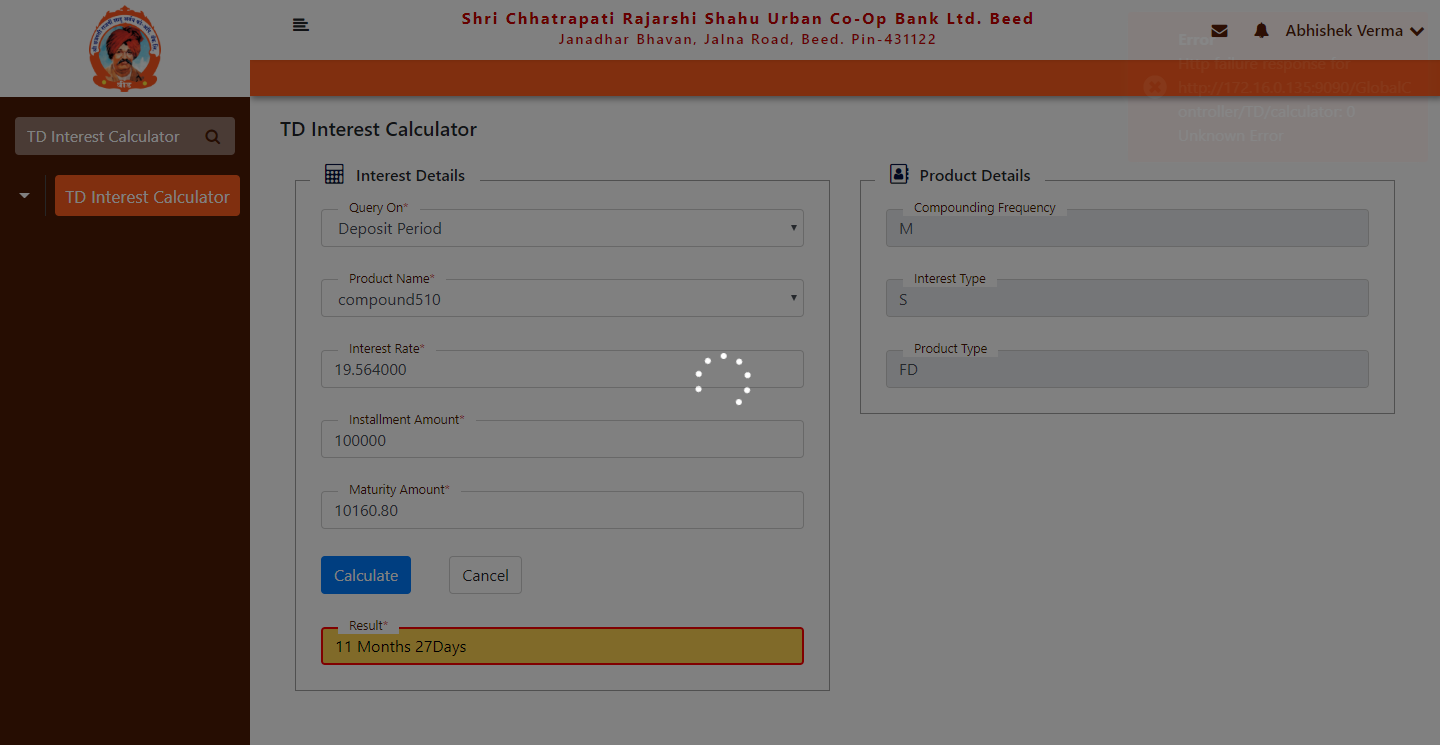 Shri Chhatrapati Rajarshi Shahu Urban Co-Op Bank Ltd. Beed
Janadhar Bhavan, Jalna Road, Beed. Pin-431122
Abhishek Verma
Error
Http failure response for
http://172.16.0.135:9090/GlobalC
ontroller/TD/calculator: 0
Unknown Error
TD Interest Calculator
TD Interest Calculator
TD Interest Calculator
Interest Details
Query On*
Deposit Period
Product Name*
compound510
Interest Rate*
19.564000
Installment Amount*
100000
Maturity Amount*
10160.80
Calculate
Cancel
Result*
11 Months 27Days
Product Details
Compounding Frequency
M
Interest Type
S
Product Type
FD